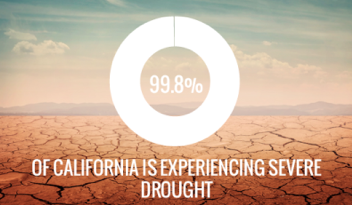 99.8%
OF CALIFORNIA IS EXPERIENCING SEVERE
DROUGHT